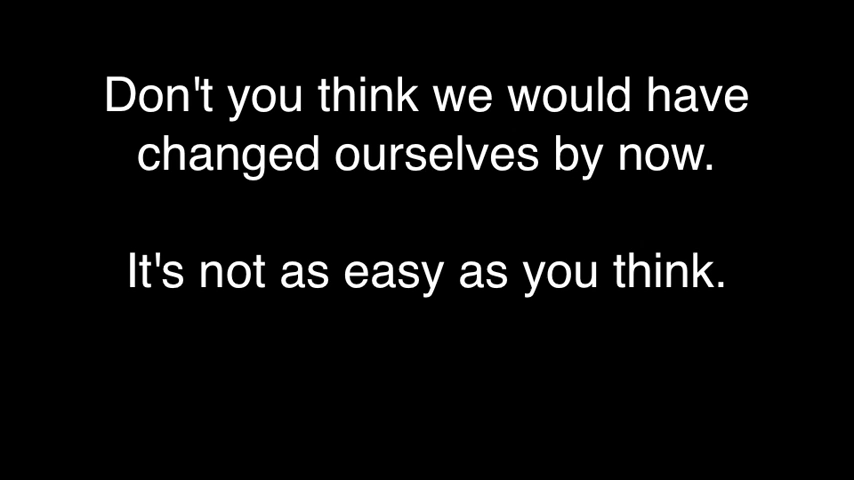 Don't you think we would have
changed ourselves by now.
It's not as easy as you think.